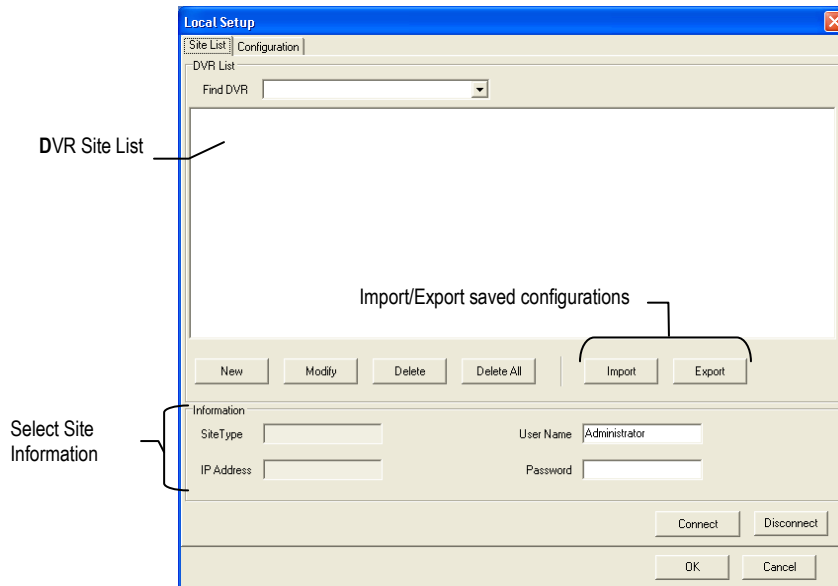 Local Setup
Site List Configuration
DVR List
Find DVR
DVR Site List
Import/Export saved configurations
New Modify Delete Delete All Import Export
Information
Select Site
Information
SiteType User Name Administrator
IP Address Password
Connect Disconnect
OK Cancel